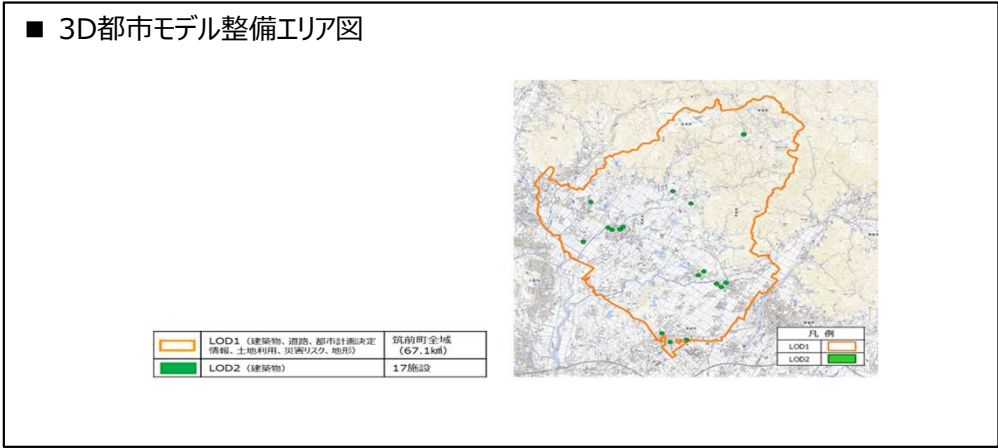 ■ 3D都市モデル整備エリア図
LOD1（建築物、道路、都市計画決定
情報、土地利用、災害リスク、地形）
筑前町全域
(67.1㎢)
LOD2（建築物）
17施設
凡 例
LOD1
LOD2